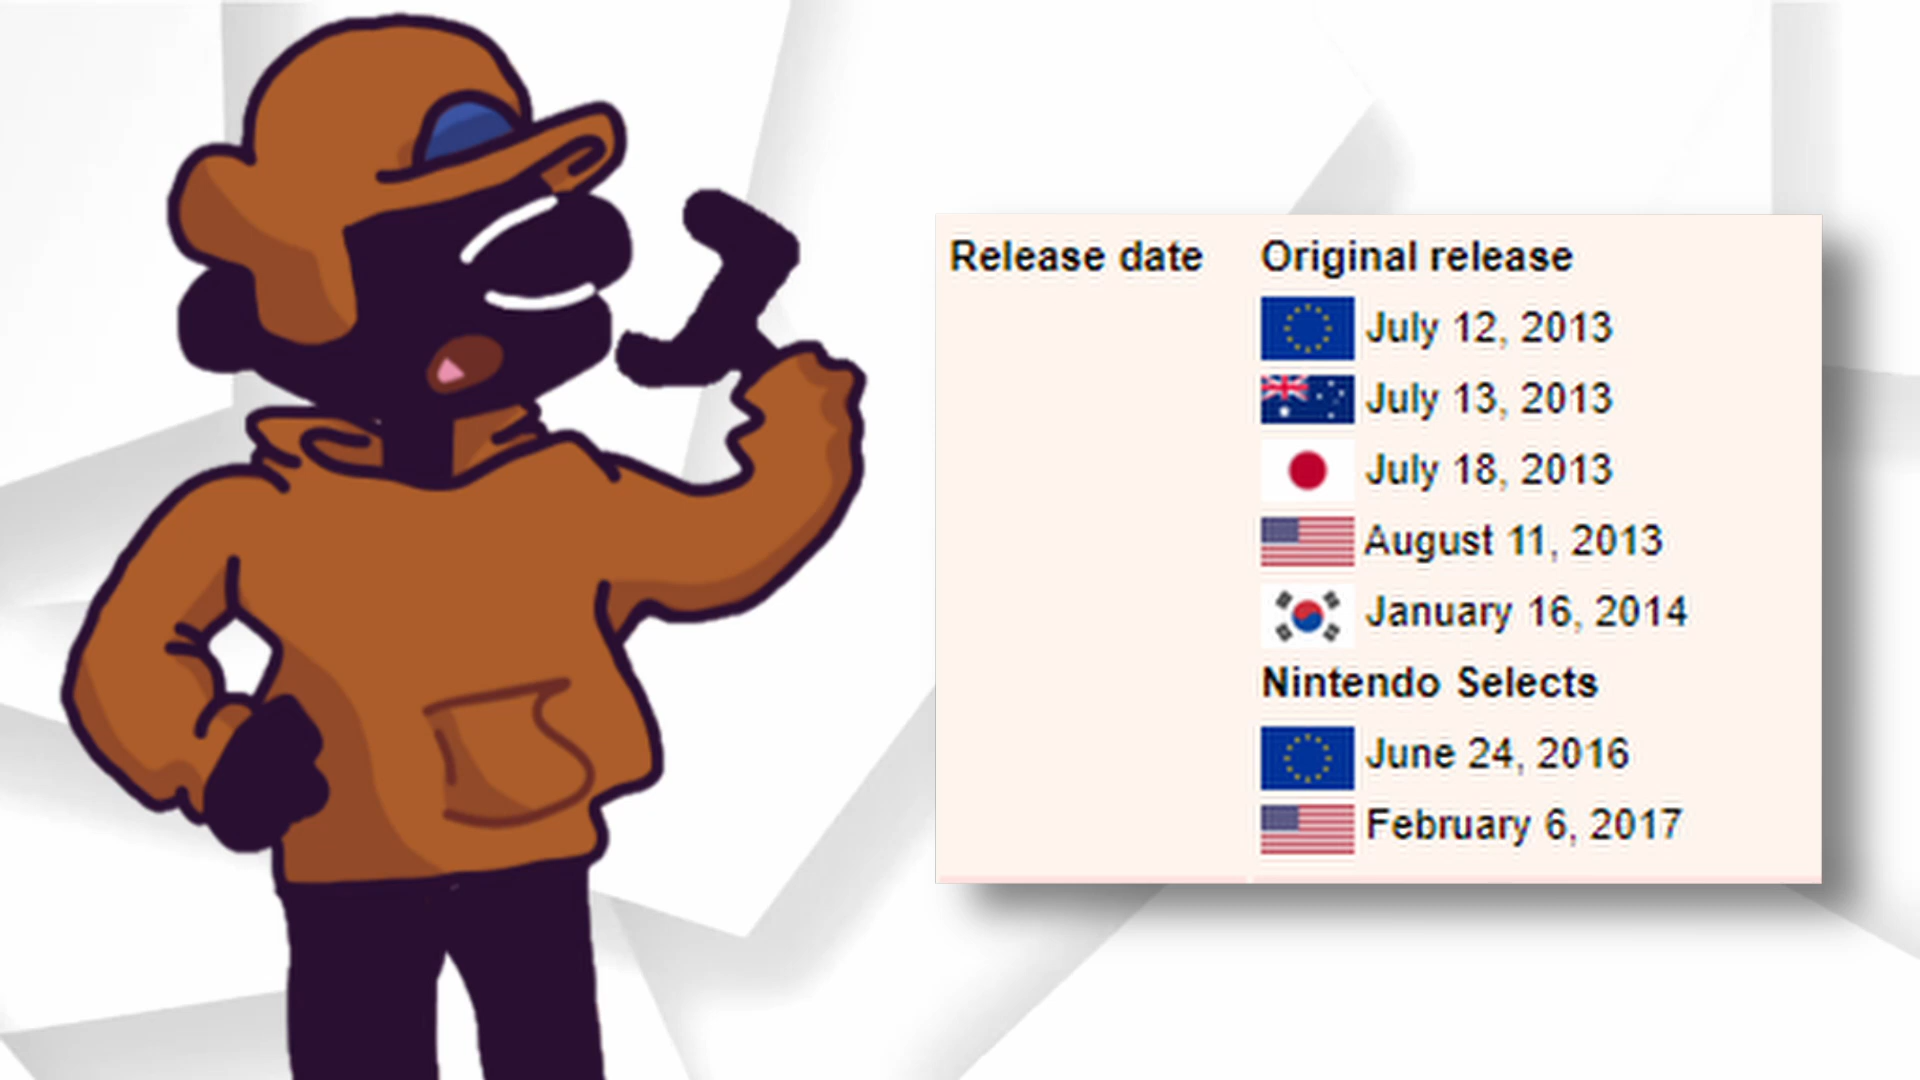 Release date
Original release
July 12, 2013
July 13, 2013
July 18, 2013
August 11, 2013
January 16, 2014
Nintendo Selects
June 24, 2016
February 6, 2017